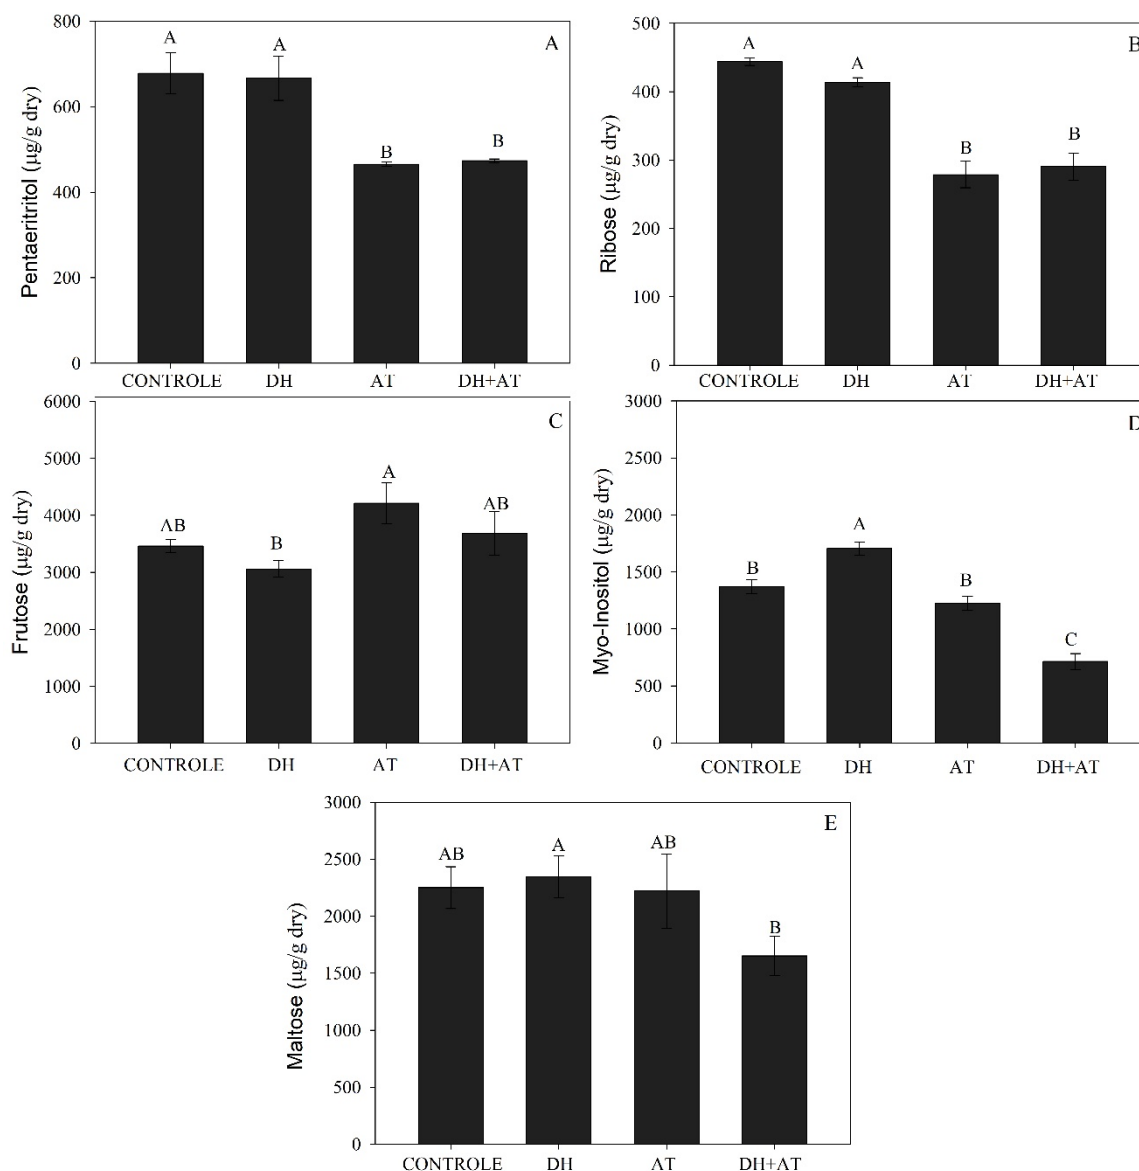 A
Pentaeritritol (µg/g dry)
800
600
400
200
0
A
A
B
B
CONTROLE DH AT DH+AT
B
Ribose (µg/g dry)
500
400
300
200
100
0
A
A
B
B
CONTROLE DH AT DH+AT
C
Frutose (µg/g dry)
6000
5000
4000
3000
2000
1000
0
AB
B
A
AB
CONTROLE DH AT DH+AT
D
Myo-Inositol (µg/g dry)
3000
2500
2000
1500
1000
500
0
B
A
B
C
CONTROLE DH AT DH+AT
E
Maltose (µg/g dry)
3000
2500
2000
1500
1000
500
0
AB
A
AB
B
CONTROLE DH AT DH+AT